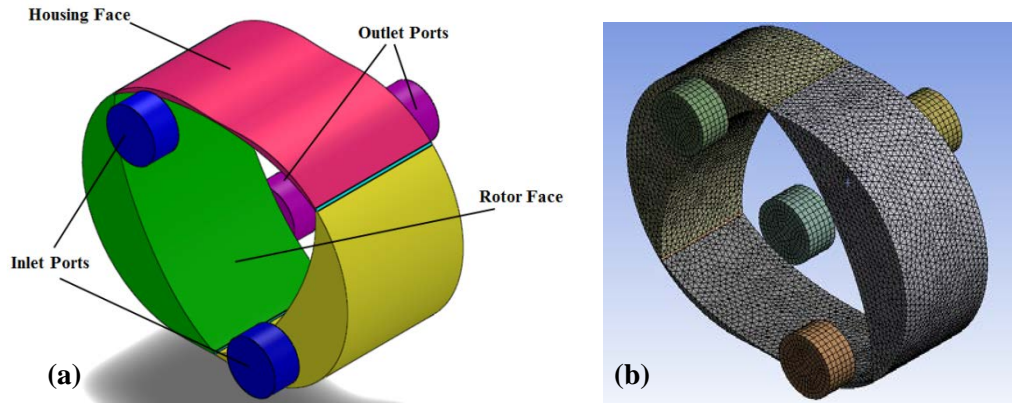 Housing Face
Outlet Ports
Rotor Face
Inlet Ports
(a)
(b)